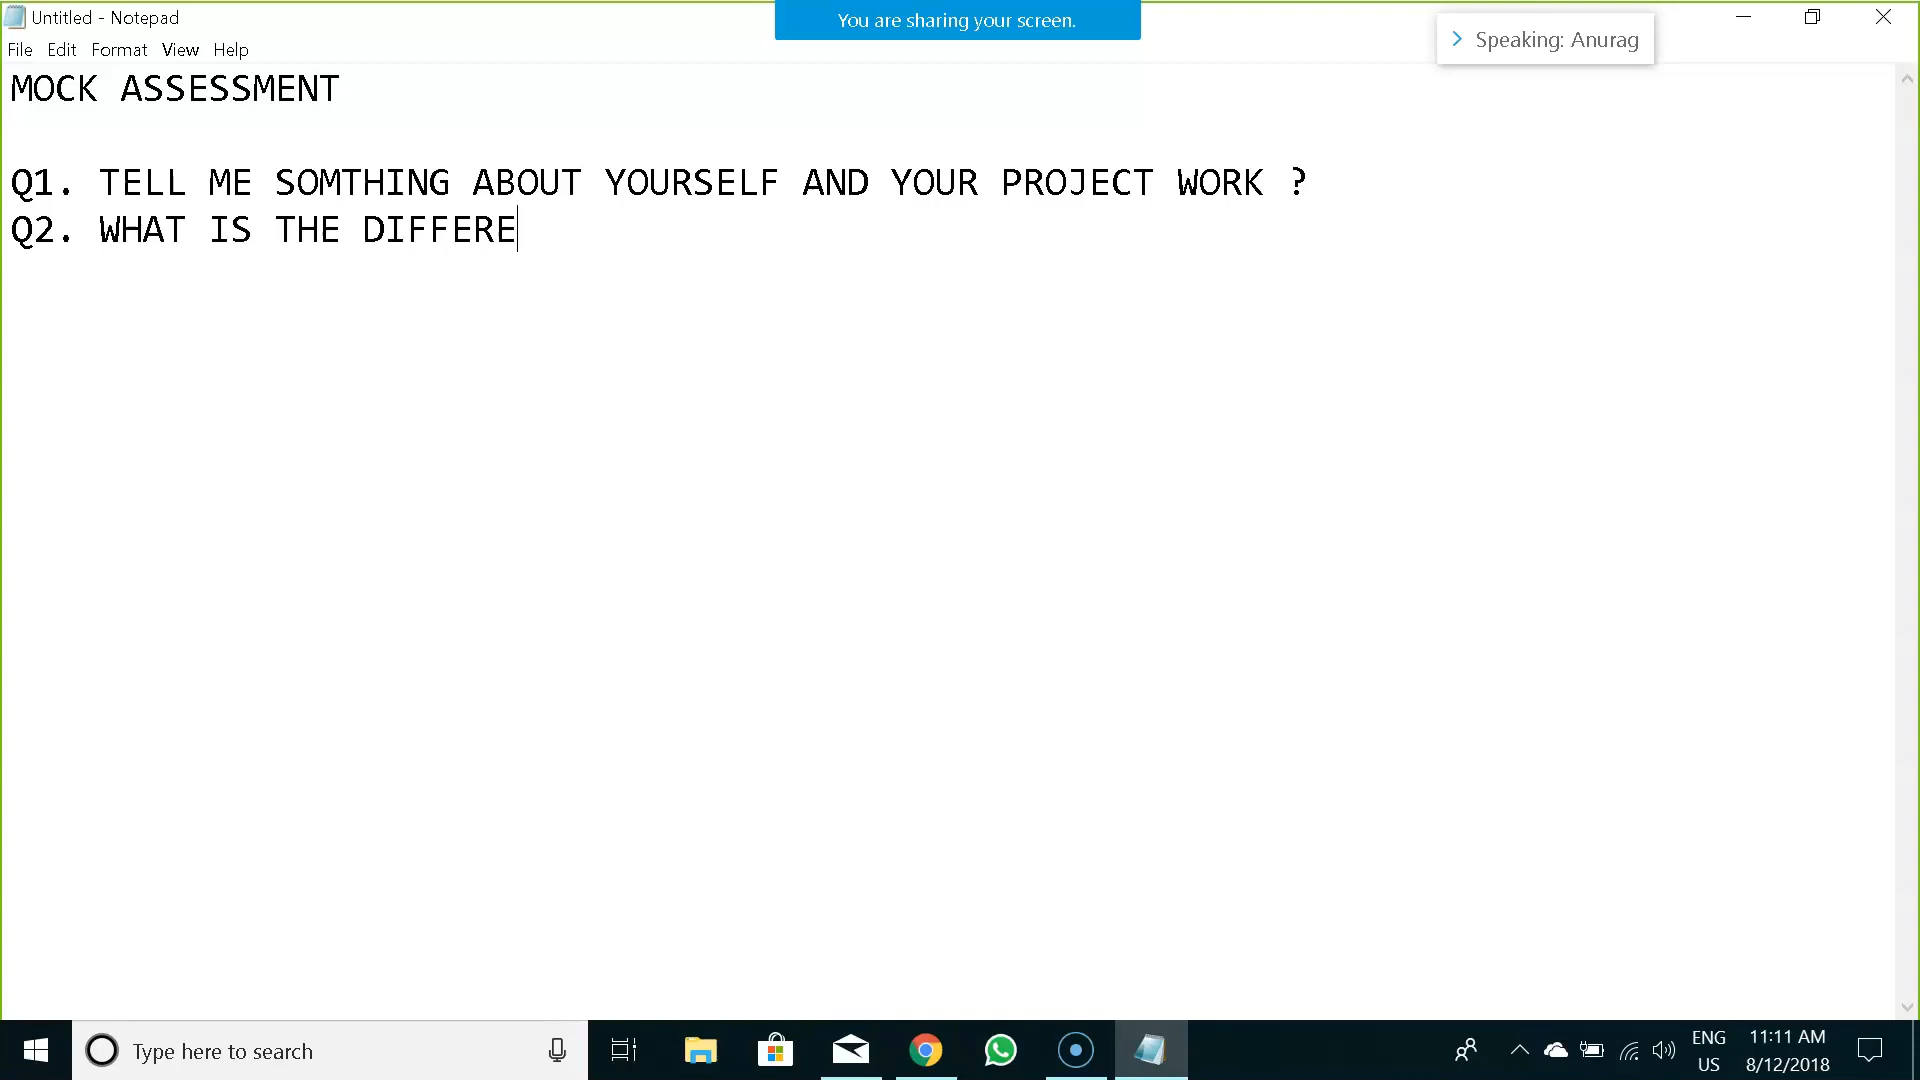 Untitled - Notepad
You are sharing your screen.
Speaking: Anurag
File Edit Format View Help
MOCK ASSESSMENT
Q1. TELL ME SOMTHING ABOUT YOURSELF AND YOUR PROJECT WORK ?
Q2. WHAT IS THE DIFFERE
Type here to search
ENG
US
11:11 AM
8/12/2018